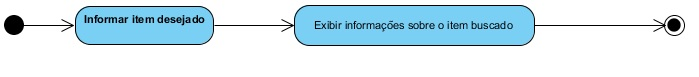 Informar item desejado
Exibir informações sobre o item buscado